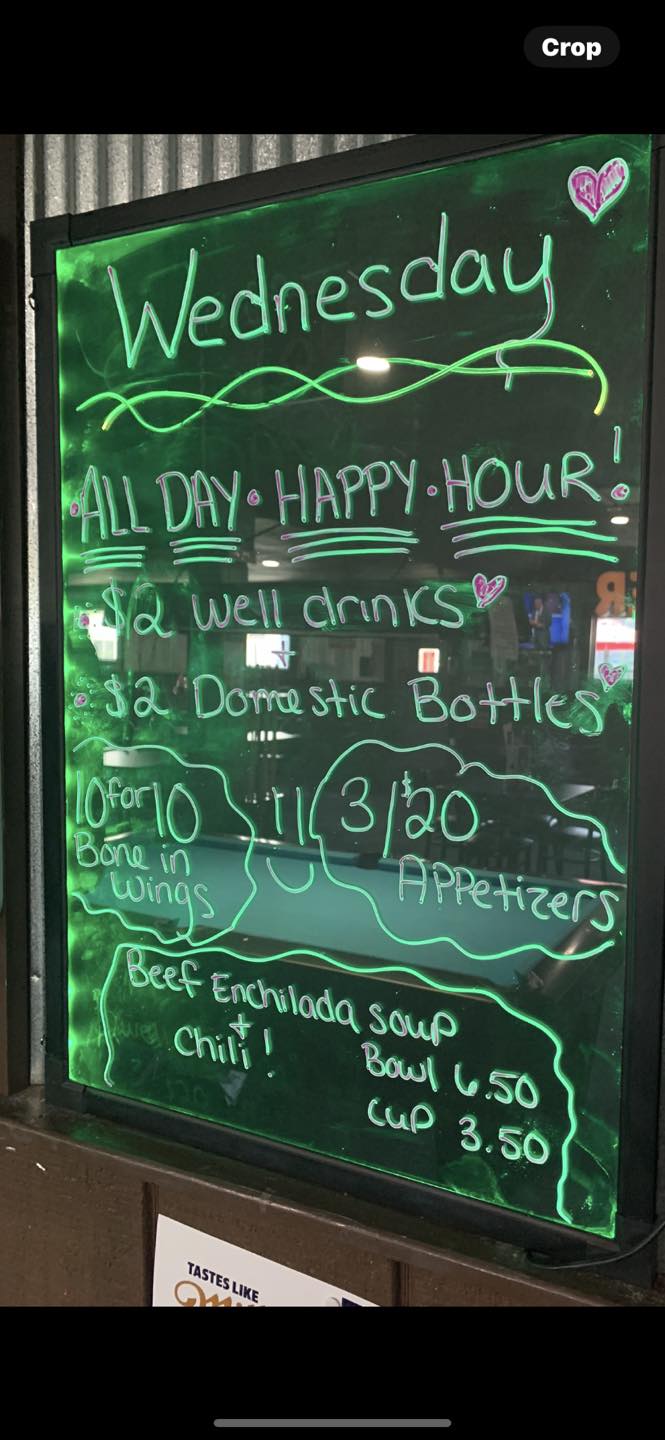 Crop
Wednesday
ALL DAY • HAPPY • HOUR!
• $2 well drinks
+
• $2 Domestic Bottles
10 for 10
Bone in
wings
3/$20
APPetizers
Beef Enchilada soup
+
Chili!
Bowl 6.50
Cup 3.50
TASTES LIKE